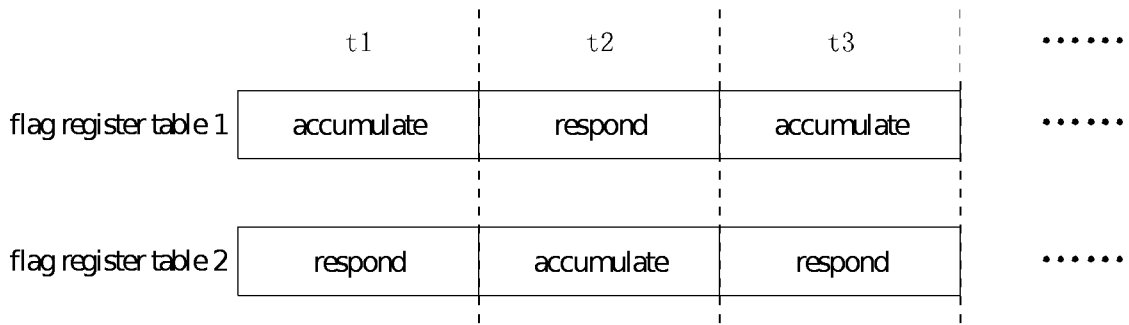 t1 t2 t3 ······
flag register table 1 accumulate respond accumulate ······
flag register table 2 respond accumulate respond ······